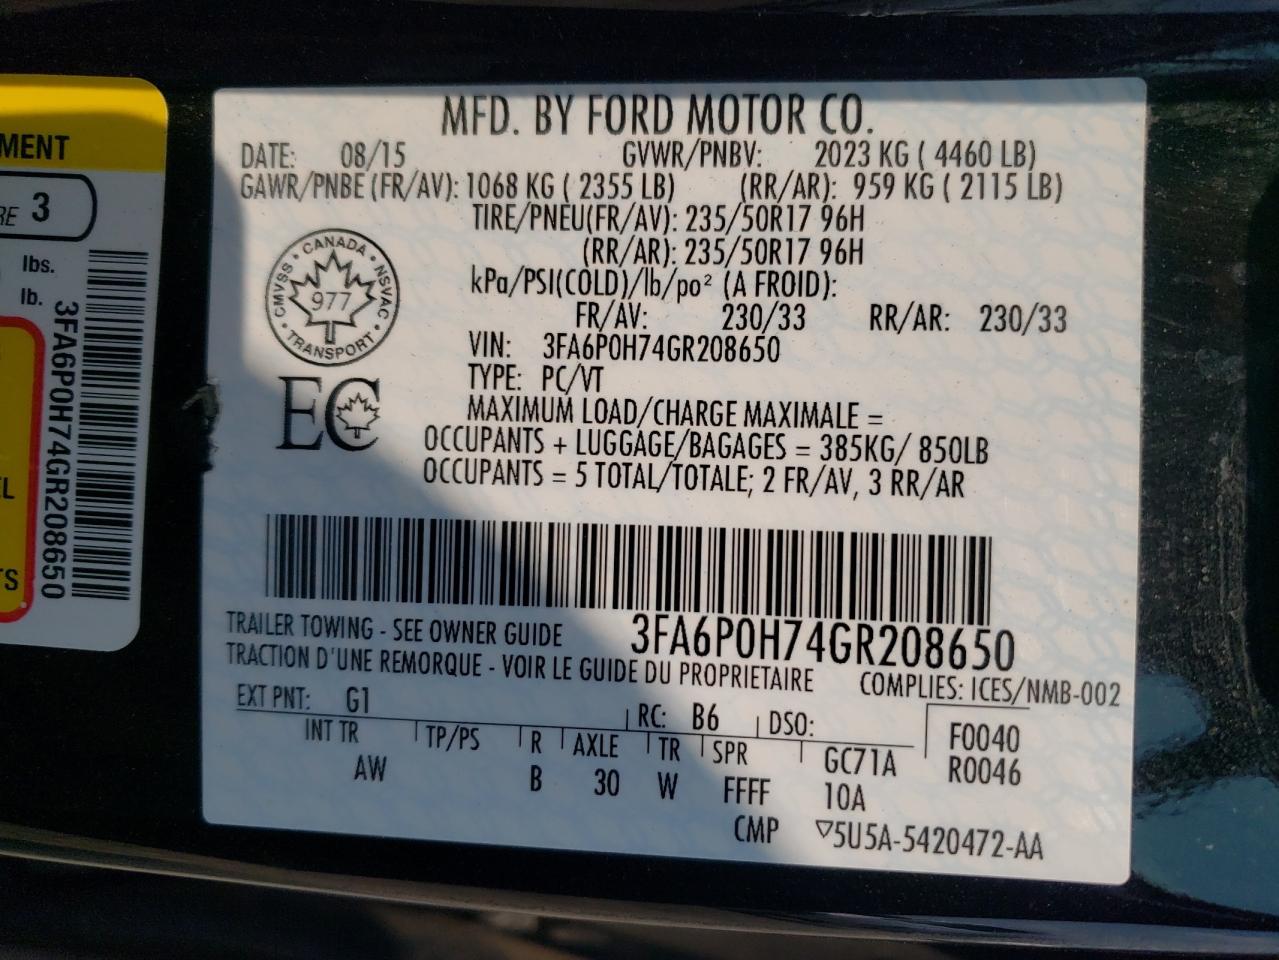 MENT
RE 3
lbs.
lb.
3FA6P0H74GR208650
EL
TS
MFD. BY FORD MOTOR CO.
DATE: 08/15 GVWR/PNBV: 2023 KG ( 4460 LB)
GAWR/PNBE (FR/AV): 1068 KG ( 2355 LB) (RR/AR): 959 KG ( 2115 LB)
TIRE/PNEU(FR/AV): 235/50R17 96H
(RR/AR): 235/50R17 96H
kPa/PSI(COLD)/lb/po² (A FROID):
FR/AV: 230/33 RR/AR: 230/33
CMVSS · CANADA · NSVAC · TRANSPORT ·
977
VIN: 3FA6P0H74GR208650
TYPE: PC/VT
EC
MAXIMUM LOAD/CHARGE MAXIMALE =
OCCUPANTS + LUGGAGE/BAGAGES = 385KG/ 850LB
OCCUPANTS = 5 TOTAL/TOTALE; 2 FR/AV, 3 RR/AR
TRAILER TOWING - SEE OWNER GUIDE 3FA6P0H74GR208650
TRACTION D'UNE REMORQUE - VOIR LE GUIDE DU PROPRIETAIRE COMPLIES: ICES/NMB-002
EXT PNT: G1 RC: B6 DSO: F0040
INT TR TP/PS R AXLE TR SPR GC71A R0046
AW B 30 W FFFF 10A
CMP ▽5U5A-5420472-AA